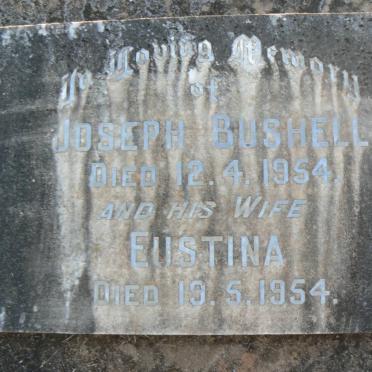 In Loving Memory
of
JOSEPH BUSHELL
DIED 12.4.1954.
AND HIS WIFE
EUSTINA
DIED 19.5.1954.